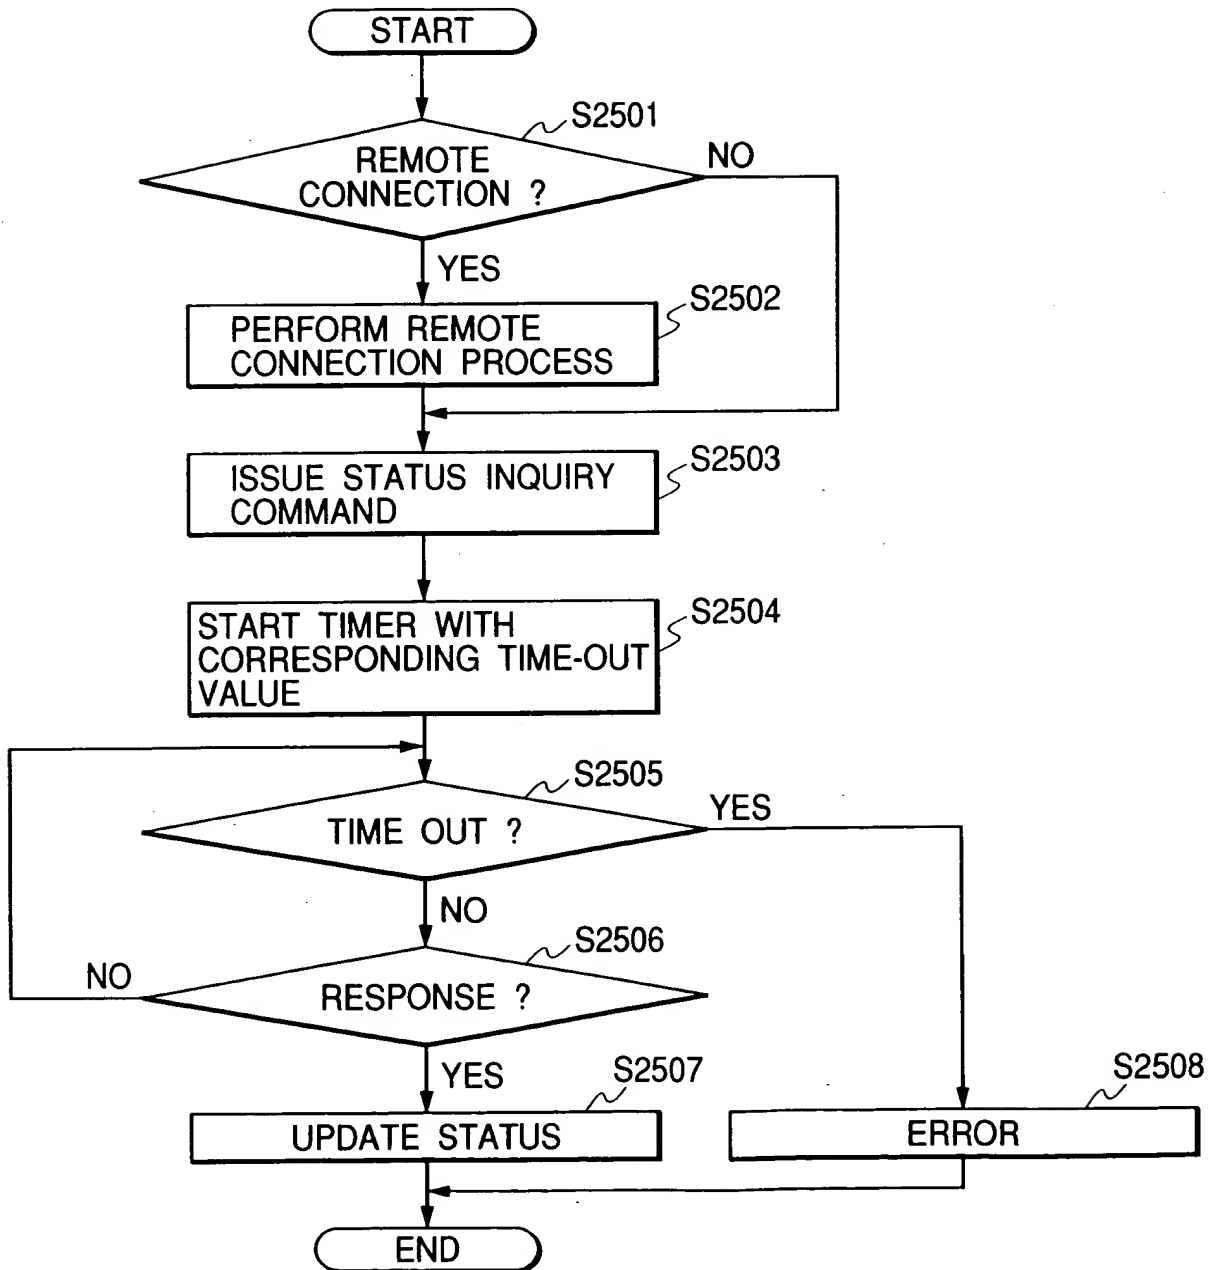 START
S2501
REMOTE
CONNECTION ?
NO
YES
S2502
PERFORM REMOTE
CONNECTION PROCESS
S2503
ISSUE STATUS INQUIRY
COMMAND
S2504
START TIMER WITH
CORRESPONDING TIME-OUT
VALUE
S2505
TIME OUT ?
YES
NO
S2506
NO
RESPONSE ?
YES
S2507
S2508
UPDATE STATUS
ERROR
END